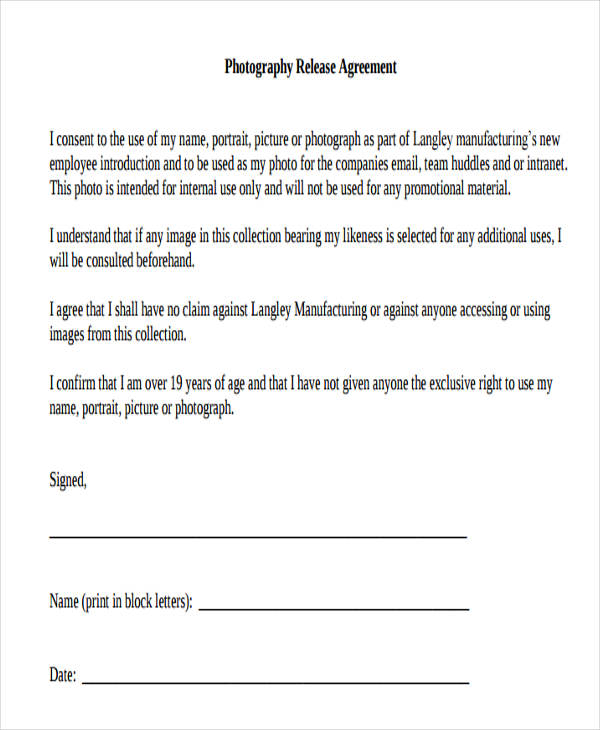 Photography Release Agreement
I consent to the use of my name, portrait, picture or photograph as part of Langley manufacturing's new
employee introduction and to be used as my photo for the companies email, team huddles and or intranet.
This photo is intended for internal use only and will not be used for any promotional material.
I understand that if any image in this collection bearing my likeness is selected for any additional uses, I
will be consulted beforehand.
I agree that I shall have no claim against Langley Manufacturing or against anyone accessing or using
images from this collection.
I confirm that I am over 19 years of age and that I have not given anyone the exclusive right to use my
name, portrait, picture or photograph.
Signed,
Name (print in block letters):
Date: